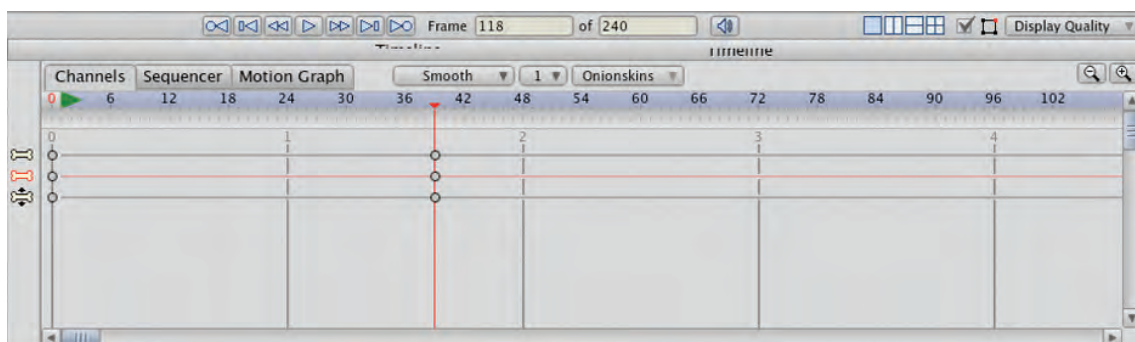 Frame 118 of 240 Display Quality
Timeline Timeline
Channels Sequencer Motion Graph Smooth 1 Onionskins
0 6 12 18 24 30 36 42 48 54 60 66 72 78 84 90 96 102
0 1 2 3 4